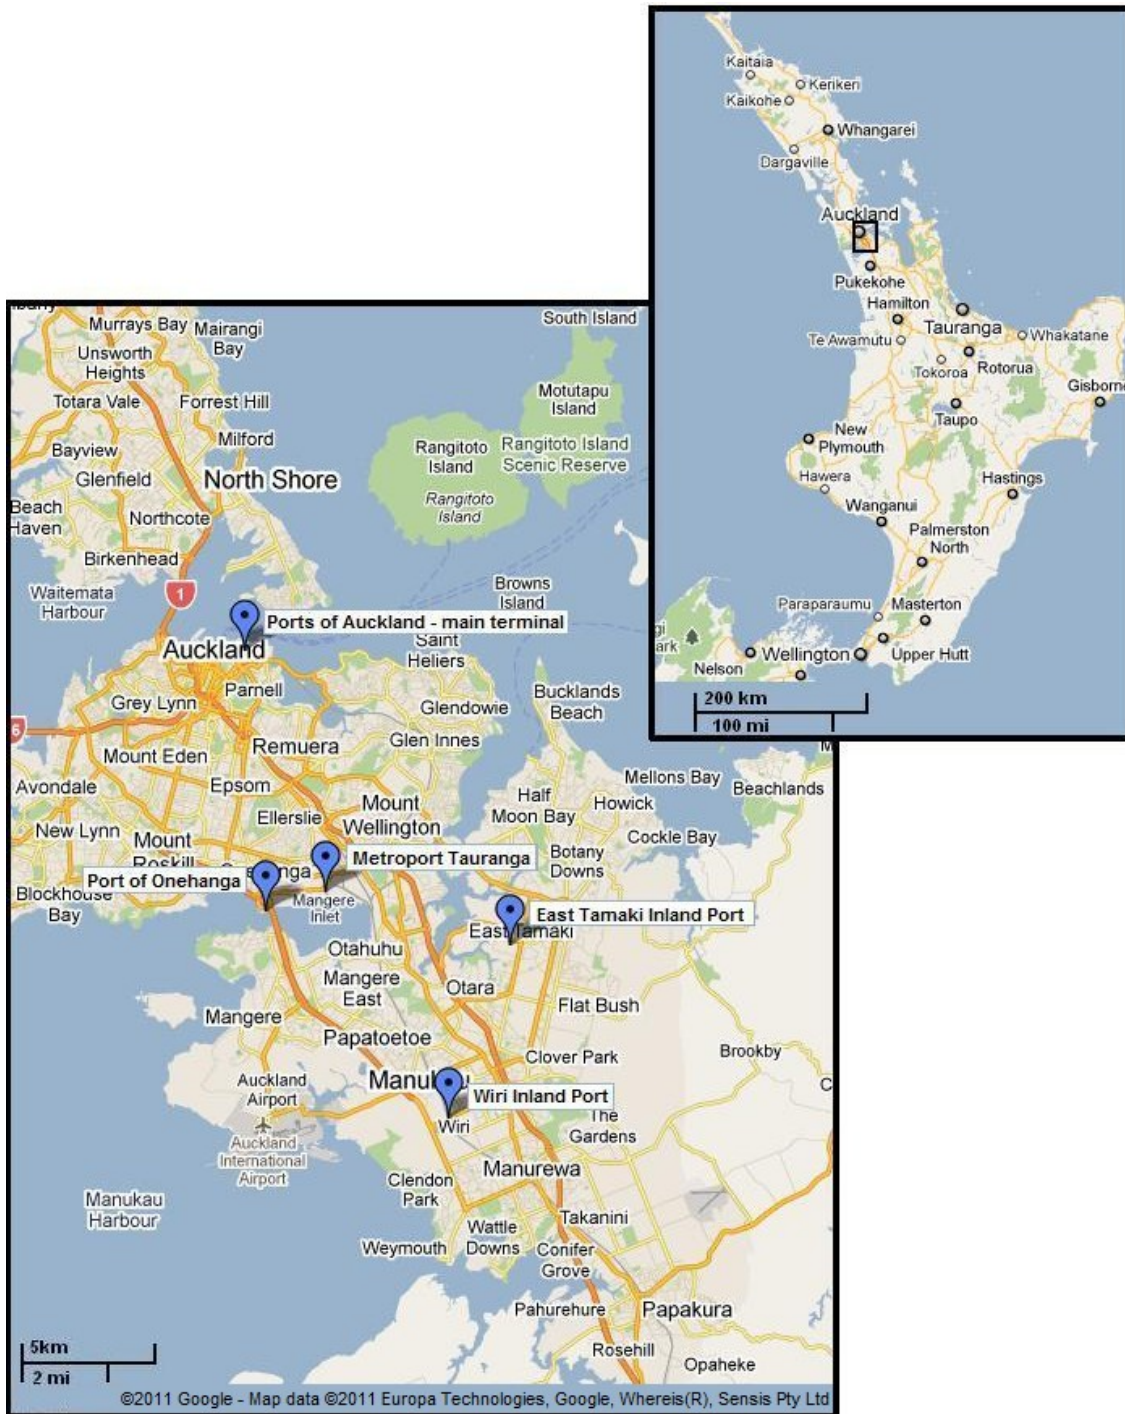 Kaitaia
Kerikeri
Kaikohe
Whangarei
Dargaville
Auckland
Pukekohe
Hamilton
Tauranga
Te Awamutu
Whakatane
Rotorua
Tokoroa
Gisborne
Taupo
New
Plymouth
Hawera
Hastings
Wanganui
Palmerston
North
Paraparaumu
Masterton
Wellington
Upper Hutt
Nelson
200 km
100 mi
Murrays Bay
Mairangi
Bay
Unsworth
Heights
South Island
Totara Vale
Forrest Hill
Motutapu
Island
Milford
Bayview
Rangitoto
Island
Rangitoto Island
Scenic Reserve
Glenfield
North Shore
Rangitoto
Island
Beach
Haven
Northcote
Birkenhead
Browns
Island
Waitemata
Harbour
1
Ports of Auckland - main terminal
Auckland
Saint
Heliers
Parnell
Bucklands
Beach
Grey Lynn
Glendowie
6
Remuera
Glen Innes
Mount Eden
Mellons Bay
Avondale
Epsom
Half
Moon Bay
Howick
Beachlands
Mount
Wellington
Ellerslie
New Lynn
Mount
Roskill
Cockle Bay
Botany
Downs
Metroport Tauranga
Port of Onehanga
Blockhouse
Bay
Mangere
Inlet
East Tamaki Inland Port
East Tamaki
Otahuhu
Mangere
East
Otara
Flat Bush
Mangere
Papatoetoe
Clover Park
Brookby
Auckland
Airport
Wiri Inland Port
Wiri
The
Gardens
Auckland
International
Airport
Manurewa
Clendon
Park
Manukau
Harbour
Takanini
Wattle
Downs
Weymouth
Conifer
Grove
Pahurehure
Papakura
Rosehill
Opaheke
5km
2 mi
©2011 Google - Map data ©2011 Europa Technologies, Google, Whereis(R), Sensis Pty Ltd